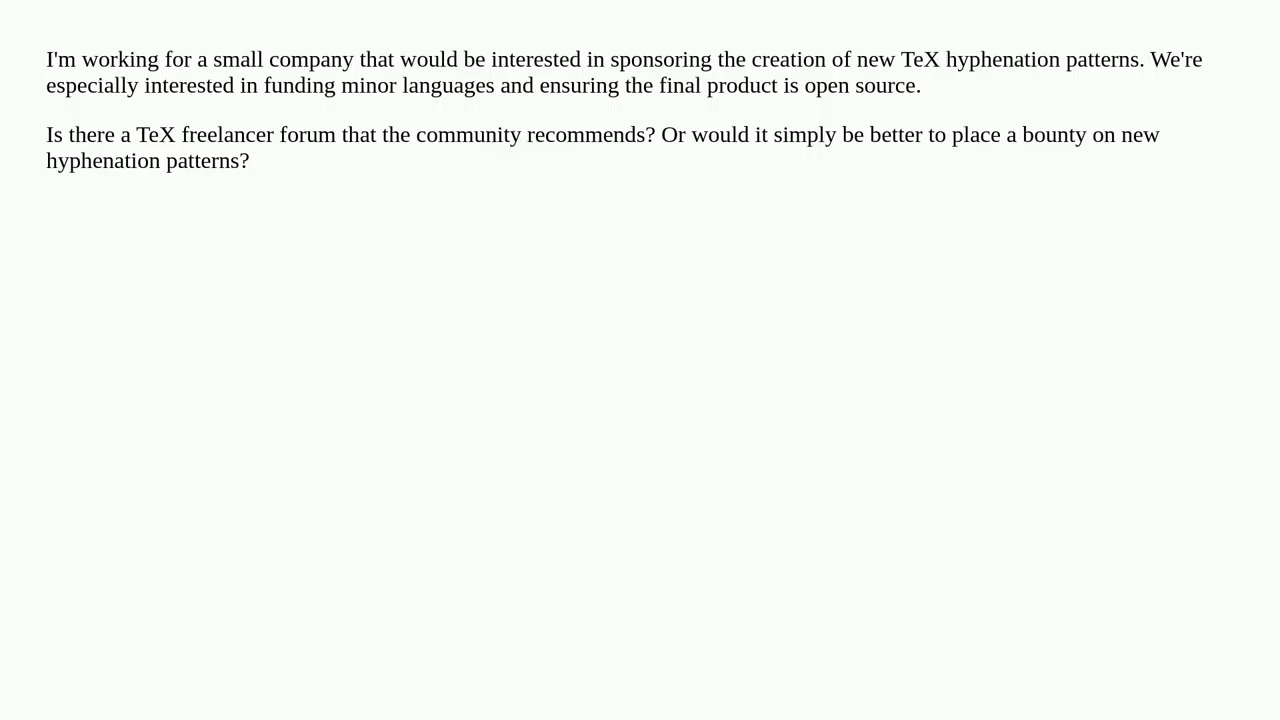 I'm working for a small company that would be interested in sponsoring the creation of new TeX hyphenation patterns. We're
especially interested in funding minor languages and ensuring the final product is open source.
Is there a TeX freelancer forum that the community recommends? Or would it simply be better to place a bounty on new
hyphenation patterns?